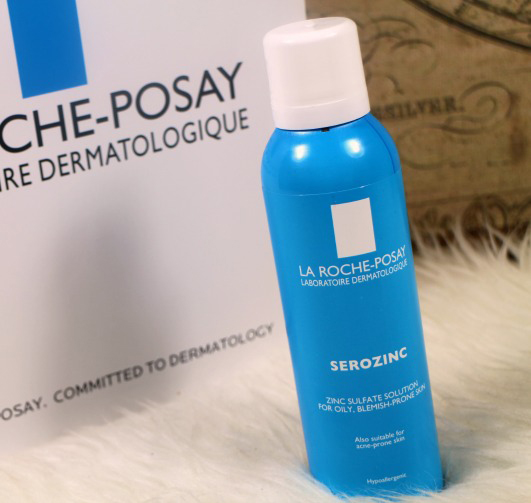 CHE-POSAY
IRE DERMATOLOGIQUE
POSAY. COMMITTED TO DERMATOLOGY
LA ROCHE-POSAY
LABORATOIRE DERMATOLOGIQUE
SEROZINC
ZINC SULFATE SOLUTION
FOR OILY, BLEMISH-PRONE SKIN
Also suitable for
acne-prone skin
Hypoallergenic